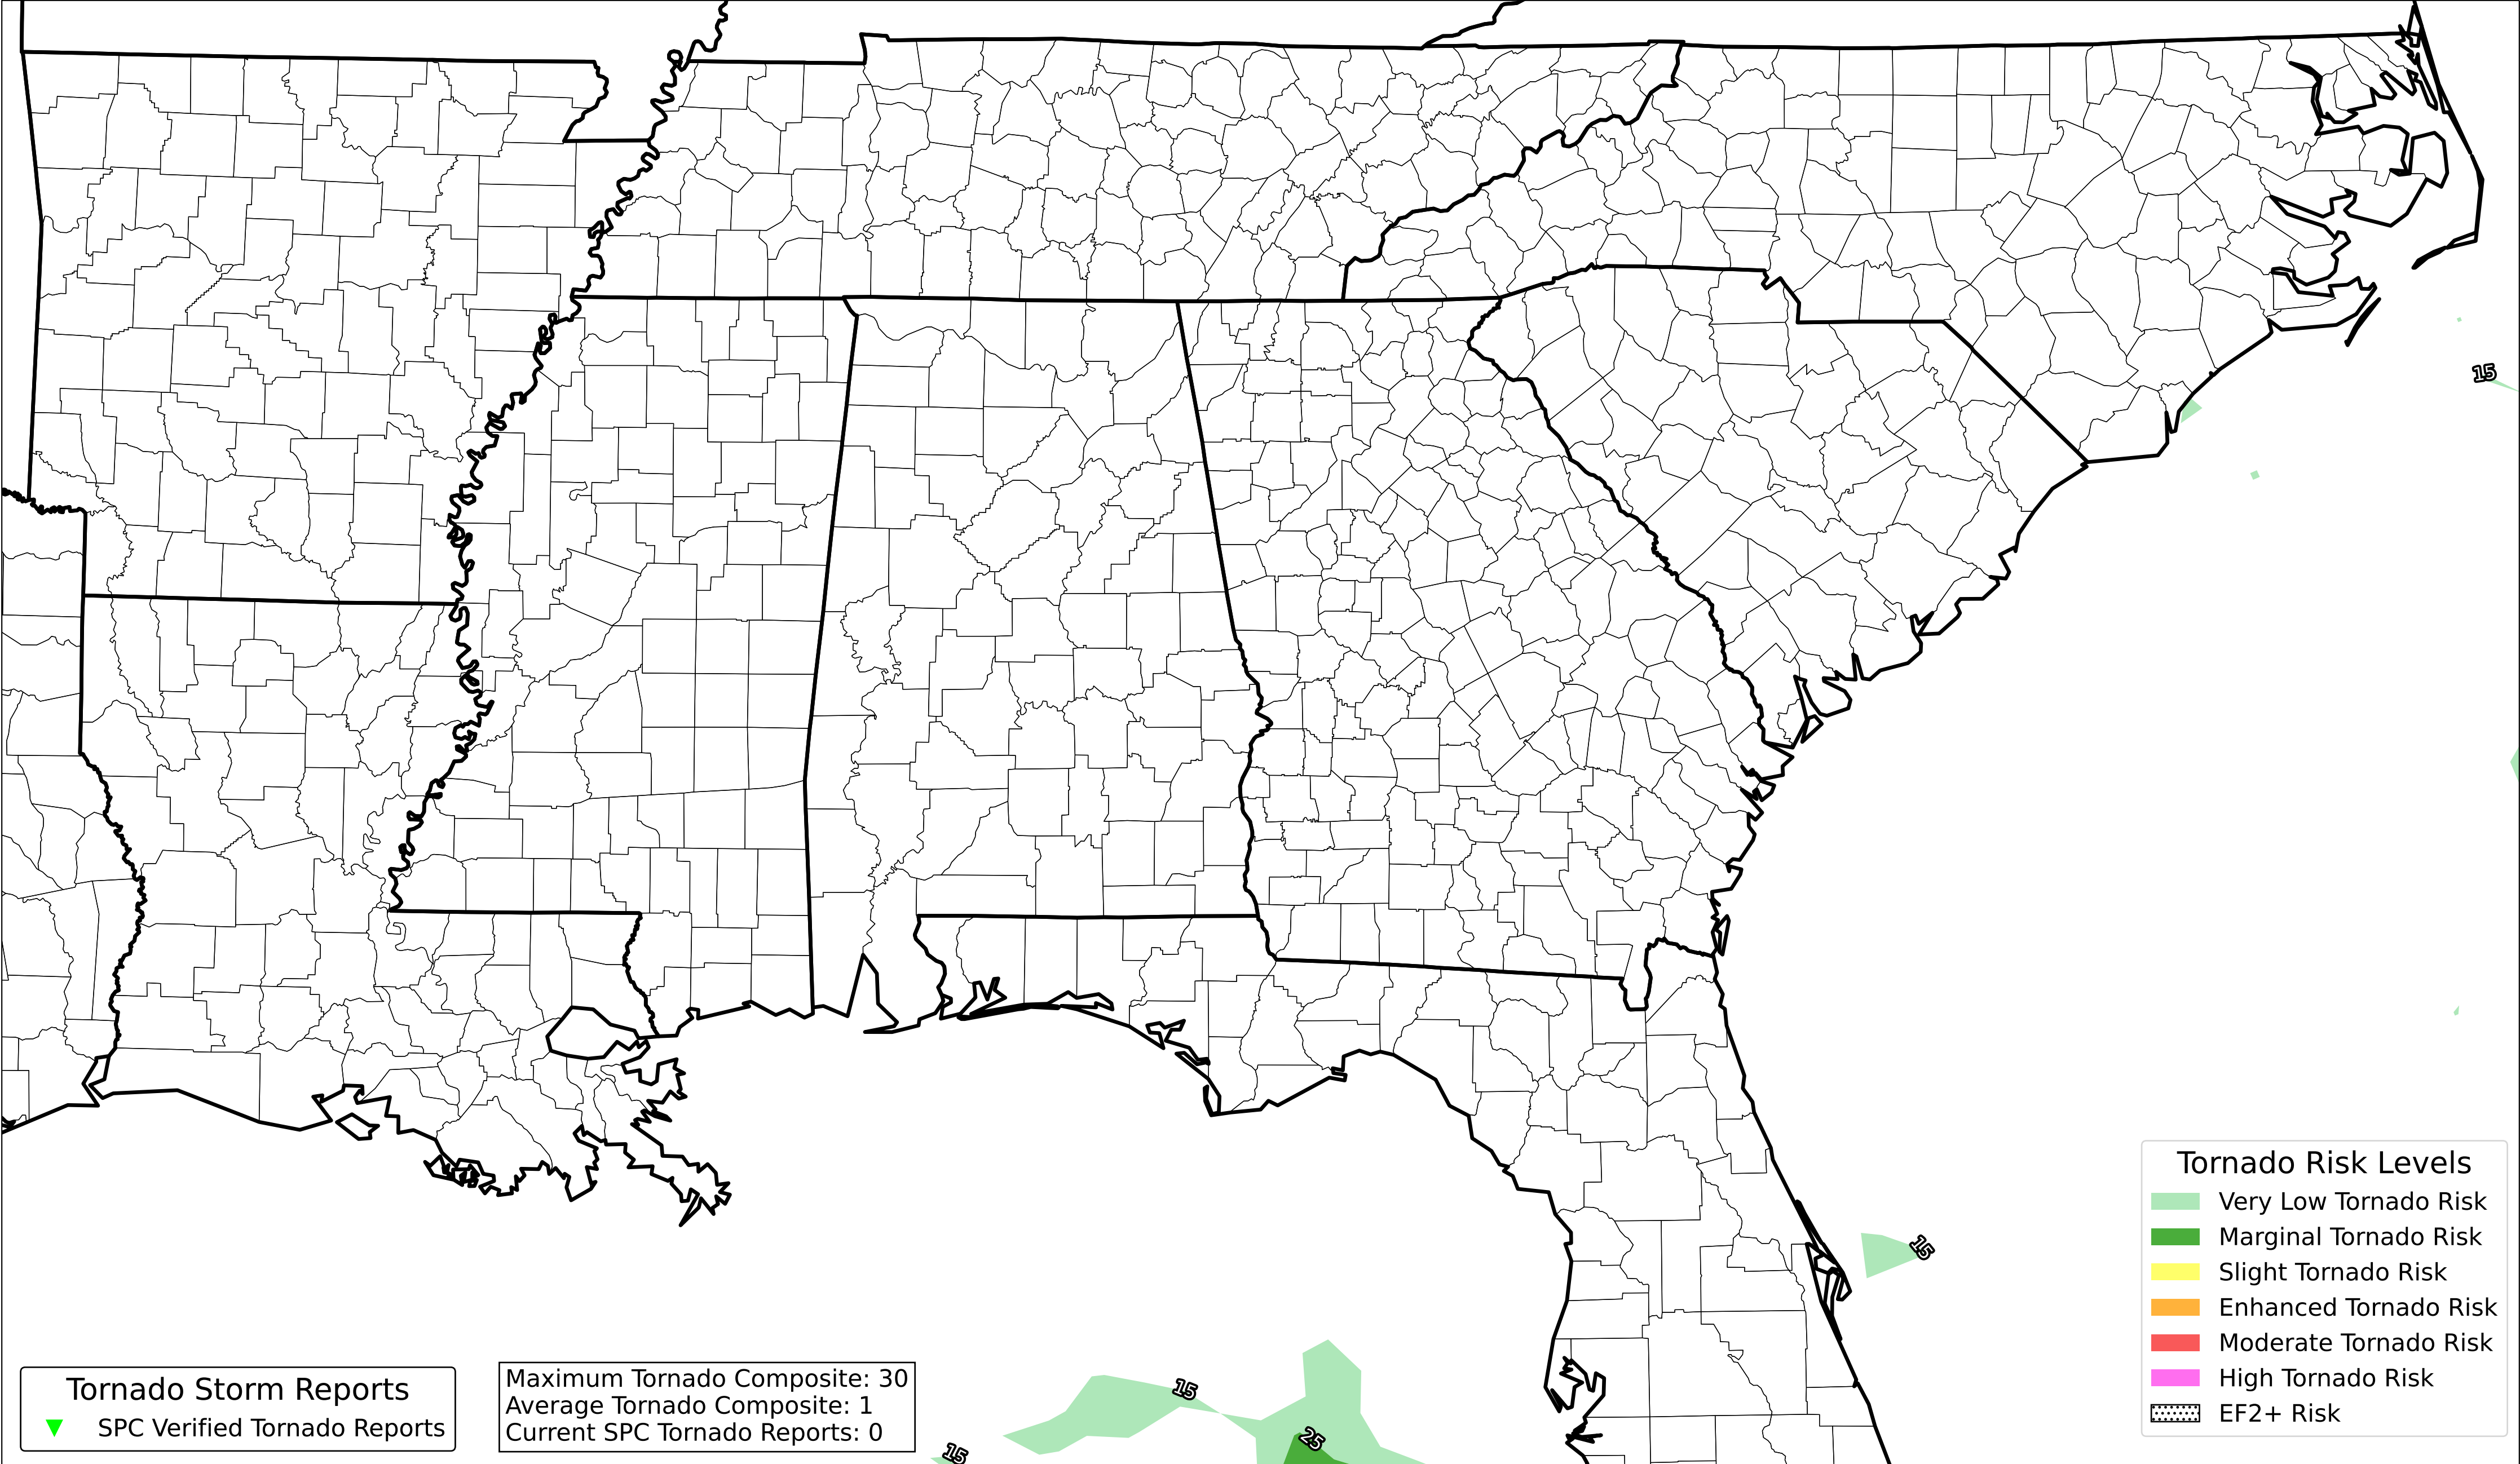 15
15
15
25
15
Tornado Risk Levels
Very Low Tornado Risk
Marginal Tornado Risk
Slight Tornado Risk
Enhanced Tornado Risk
Moderate Tornado Risk
High Tornado Risk
EF2+ Risk
Tornado Storm Reports
SPC Verified Tornado Reports
Maximum Tornado Composite: 30
Average Tornado Composite: 1
Current SPC Tornado Reports: 0